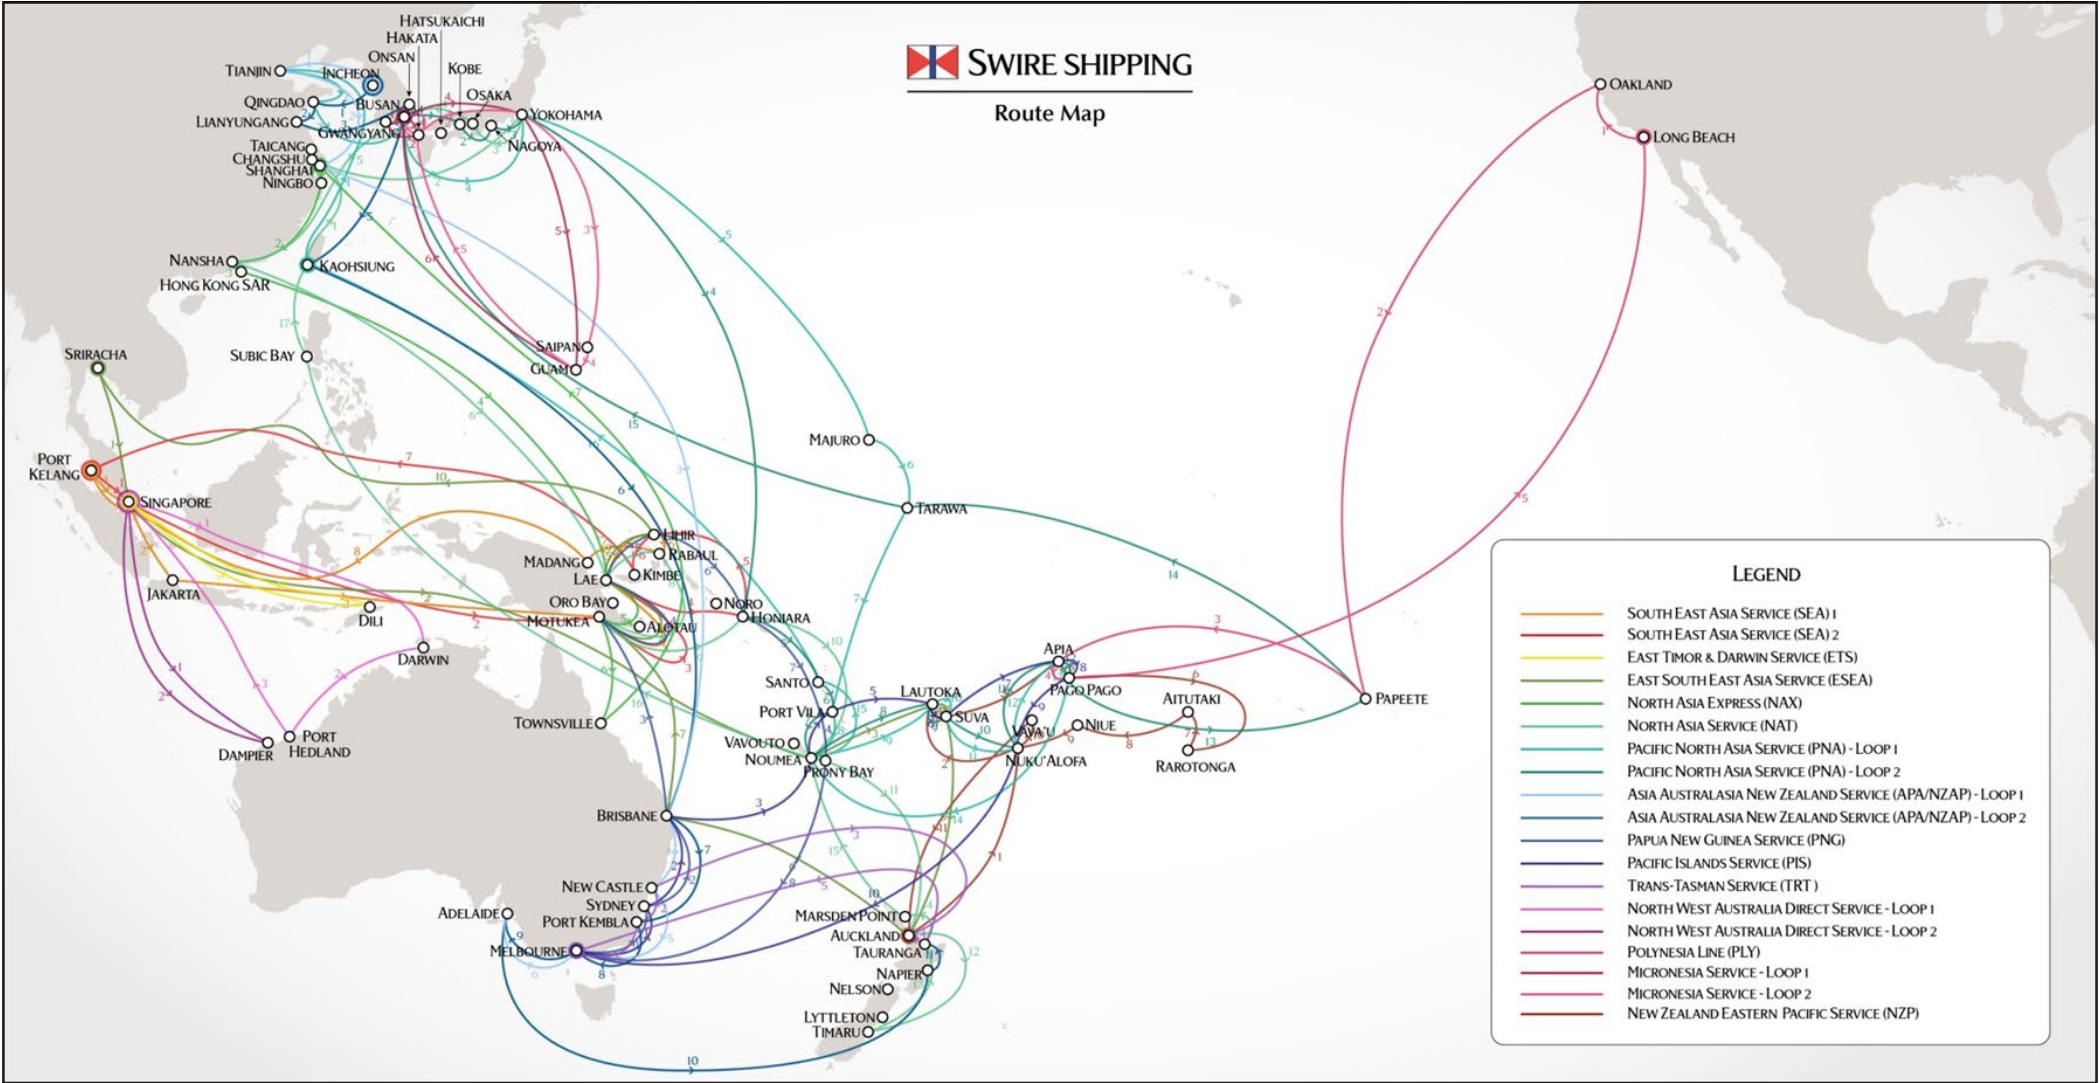 SWIRE SHIPPING
Route Map
HATSUKAICHI
HAKATA
ONSAN
KOBE
OSAKA
TIANJIN
INCHEON
QINGDAO
BUSAN
LIANYUNGANG
GWANGYANG
YOKOHAMA
NAGOYA
TAICANG
CHANGSHU
SHANGHAI
NINGBO
NANSHA
HONG KONG SAR
KAOHSIUNG
OAKLAND
LONG BEACH
SAIPAN
GUAM
SUBIC BAY
SRIRACHA
PORT
KELANG
SINGAPORE
MAJURO
TARAWA
LIHIR
RABAUL
MADANG
LAE
KIMBE
JAKARTA
DILI
ORO BAY
MOTUKEA
ALOTAU
NORO
HONIARA
DARWIN
SANTO
PORT VILA
LAUTOKA
SUVA
APIA
PAGO PAGO
AITUTAKI
PAPEETE
TOWNSVILLE
VAVOUTO
NOUMEA
PRONY BAY
VAVA'U
NIUE
NUKU'ALOFA
RAROTONGA
DAMPIER
PORT
HEDLAND
BRISBANE
NEW CASTLE
SYDNEY
PORT KEMBLA
ADELAIDE
MELBOURNE
MARSDEN POINT
AUCKLAND
TAURANGA
NAPIER
NELSON
LYTTLETON
TIMARU
LEGEND
SOUTH EAST ASIA SERVICE (SEA) 1
SOUTH EAST ASIA SERVICE (SEA) 2
EAST TIMOR & DARWIN SERVICE (ETS)
EAST SOUTH EAST ASIA SERVICE (ESEA)
NORTH ASIA EXPRESS (NAX)
NORTH ASIA SERVICE (NAT)
PACIFIC NORTH ASIA SERVICE (PNA) - LOOP 1
PACIFIC NORTH ASIA SERVICE (PNA) - LOOP 2
ASIA AUSTRALASIA NEW ZEALAND SERVICE (APA/NZAP) - LOOP 1
ASIA AUSTRALASIA NEW ZEALAND SERVICE (APA/NZAP) - LOOP 2
PAPUA NEW GUINEA SERVICE (PNG)
PACIFIC ISLANDS SERVICE (PIS)
TRANS-TASMAN SERVICE (TRT )
NORTH WEST AUSTRALIA DIRECT SERVICE - LOOP 1
NORTH WEST AUSTRALIA DIRECT SERVICE - LOOP 2
POLYNESIA LINE (PLY)
MICRONESIA SERVICE - LOOP 1
MICRONESIA SERVICE - LOOP 2
NEW ZEALAND EASTERN PACIFIC SERVICE (NZP)